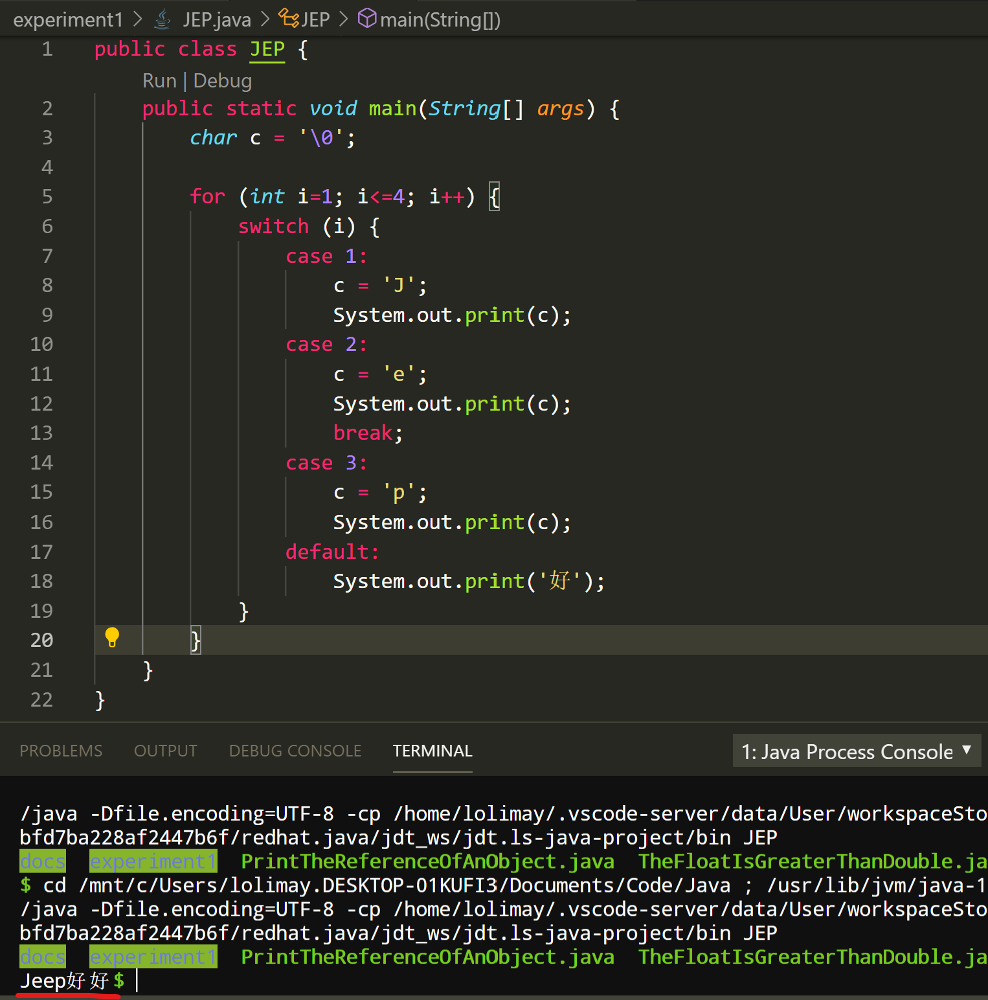 experiment1 > JEP.java > JEP > main(String[])
1 public class JEP {
Run | Debug
2 public static void main(String[] args) {
3 char c = '\0';
4
5 for (int i=1; i<=4; i++) {
6 switch (i) {
7 case 1:
8 c = 'J';
9 System.out.print(c);
10 case 2:
11 c = 'e';
12 System.out.print(c);
13 break;
14 case 3:
15 c = 'p';
16 System.out.print(c);
17 default:
18 System.out.print('好');
19 }
20 }
21 }
22 }
PROBLEMS OUTPUT DEBUG CONSOLE TERMINAL 1: Java Process Console
/java -Dfile.encoding=UTF-8 -cp /home/lolimay/.vscode-server/data/User/workspaceSto
bfd7ba228af2447b6f/redhat.java/jdt_ws/jdt.ls-java-project/bin JEP
docs experiment1 PrintTheReferenceOfAnObject.java TheFloatIsGreaterThanDouble.ja
$ cd /mnt/c/Users/lolimay.DESKTOP-01KUFI3/Documents/Code/Java ; /usr/lib/jvm/java-1
/java -Dfile.encoding=UTF-8 -cp /home/lolimay/.vscode-server/data/User/workspaceSto
bfd7ba228af2447b6f/redhat.java/jdt_ws/jdt.ls-java-project/bin JEP
docs experiment1 PrintTheReferenceOfAnObject.java TheFloatIsGreaterThanDouble.ja
Jeep好好$